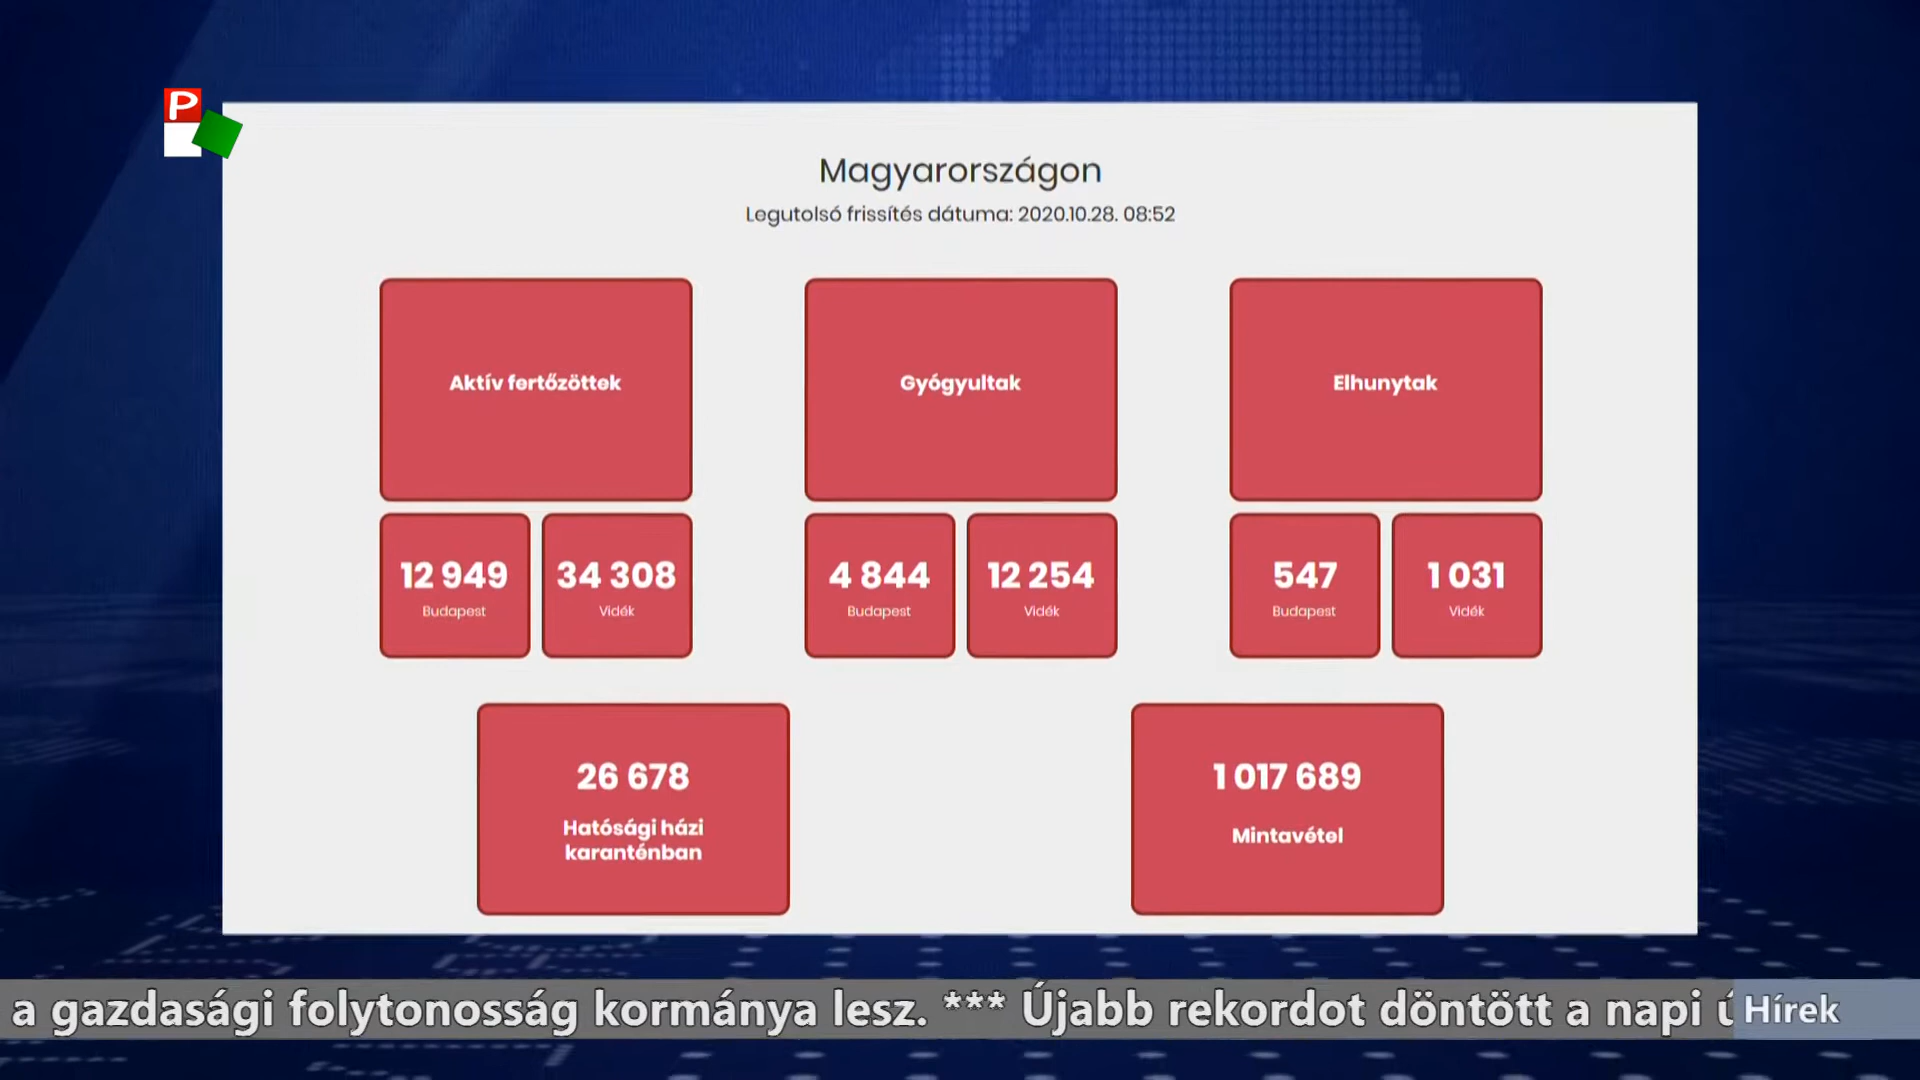 P
Magyarországon
Legutolsó frissítés dátuma: 2020.10.28. 08:52
Aktív fertőzöttek
12 949
Budapest
34 308
Vidék
Gyógyultak
4 844
Budapest
12 254
Vidék
Elhunytak
547
Budapest
1 031
Vidék
26 678
Hatósági házi
karanténban
1 017 689
Mintavétel
a gazdasági folytonosság kormánya lesz. *** Újabb rekordot döntött a napi ú
Hírek